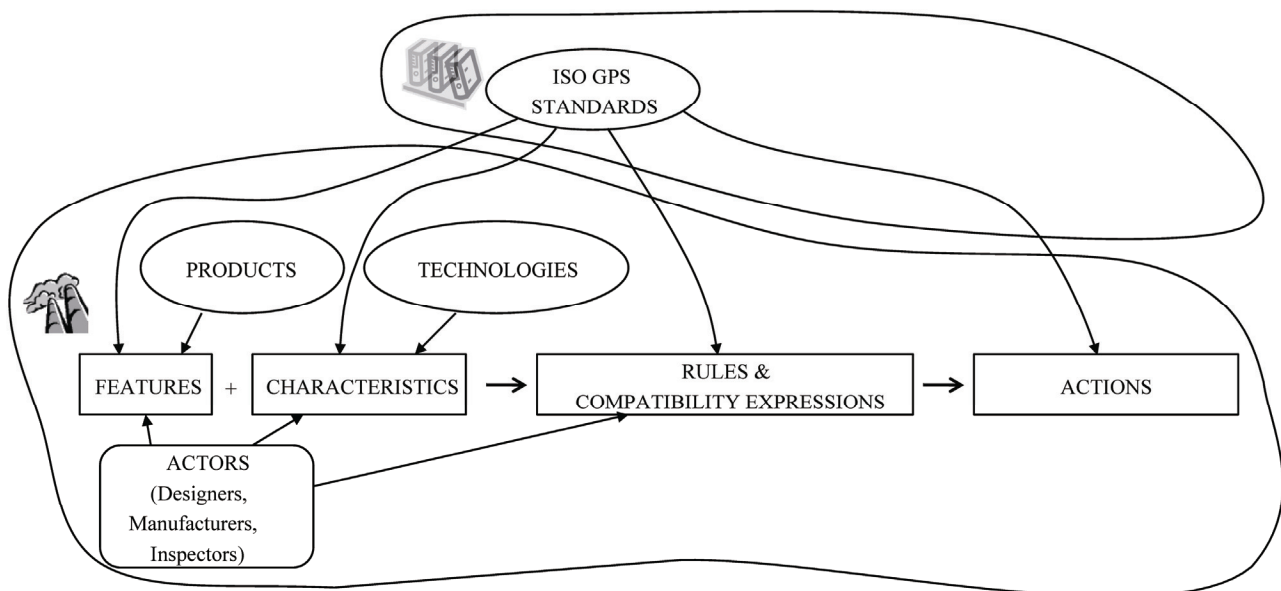 ISO GPS
STANDARDS
PRODUCTS
TECHNOLOGIES
FEATURES
+
CHARACTERISTICS
RULES &
COMPATIBILITY EXPRESSIONS
ACTIONS
ACTORS
(Designers,
Manufacturers,
Inspectors)